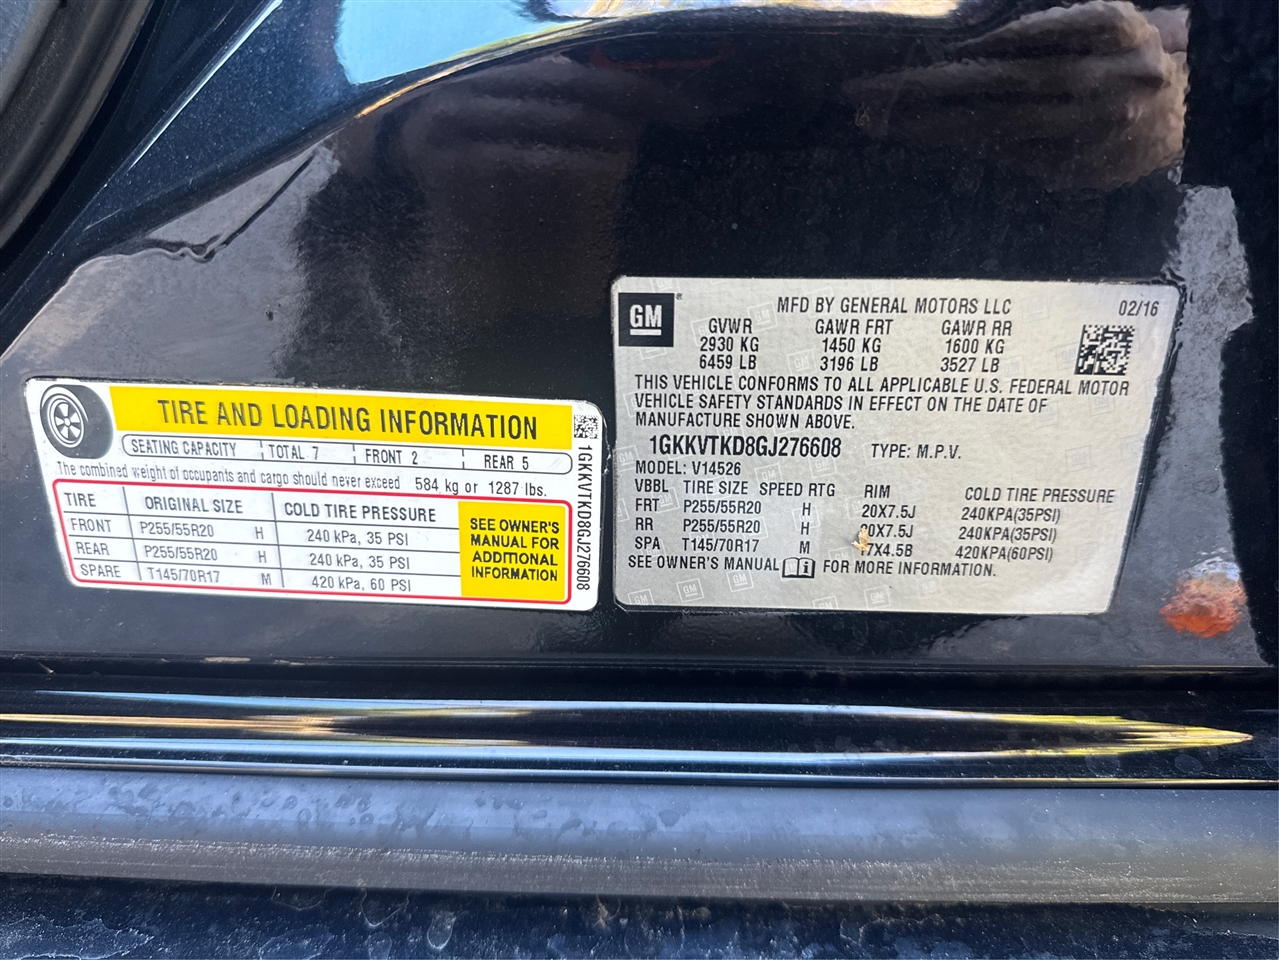 TIRE AND LOADING INFORMATION
SEATING CAPACITY TOTAL 7 FRONT 2 REAR 5
The combined weight of occupants and cargo should never exceed 584 kg or 1287 lbs.
TIRE ORIGINAL SIZE COLD TIRE PRESSURE
FRONT P255/55R20 H 240 kPa, 35 PSI
REAR P255/55R20 H 240 kPa, 35 PSI
SPARE T145/70R17 M 420 kPa, 60 PSI
SEE OWNER'S
MANUAL FOR
ADDITIONAL
INFORMATION
1GKKVTKD8GJ276608
GM
MFD BY GENERAL MOTORS LLC 02/16
GVWR GAWR FRT GAWR RR
2930 KG 1450 KG 1600 KG
6459 LB 3196 LB 3527 LB
THIS VEHICLE CONFORMS TO ALL APPLICABLE U.S. FEDERAL MOTOR
VEHICLE SAFETY STANDARDS IN EFFECT ON THE DATE OF
MANUFACTURE SHOWN ABOVE.
1GKKVTKD8GJ276608 TYPE: M.P.V.
MODEL: V14526
VBBL TIRE SIZE SPEED RTG RIM COLD TIRE PRESSURE
FRT P255/55R20 H 20X7.5J 240KPA(35PSI)
RR P255/55R20 H 20X7.5J 240KPA(35PSI)
SPA T145/70R17 M 7X4.5B 420KPA(60PSI)
SEE OWNER'S MANUAL FOR MORE INFORMATION.